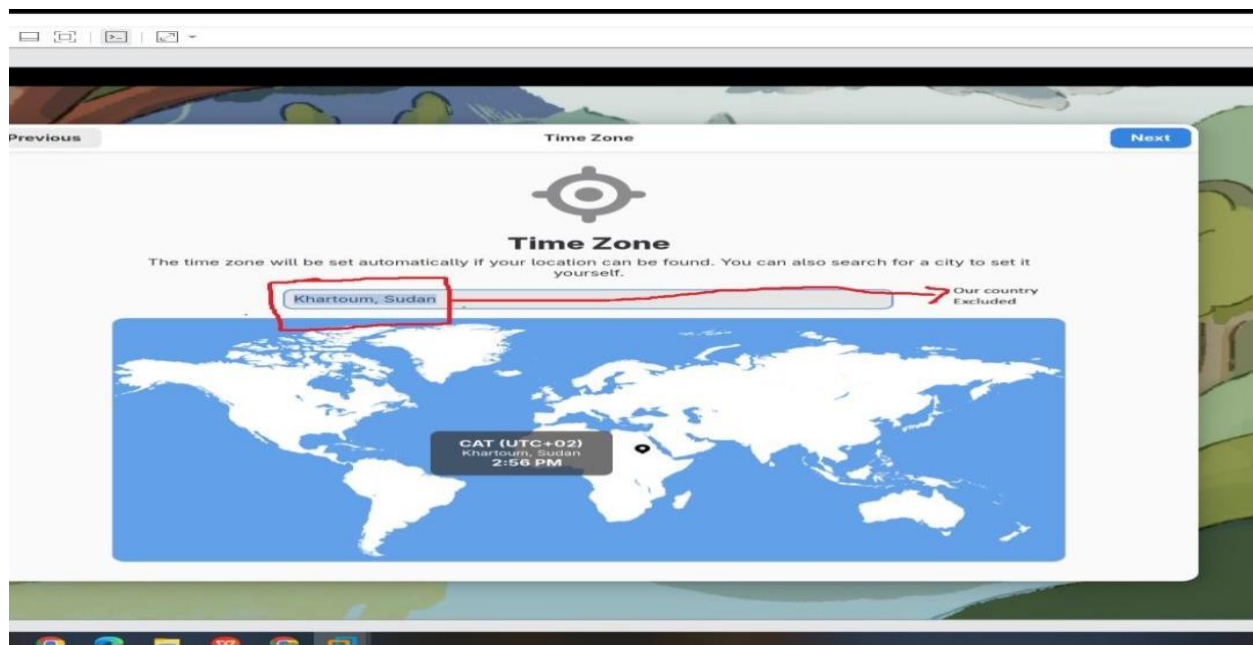 Previous
Time Zone
Next
Time Zone
The time zone will be set automatically if your location can be found. You can also search for a city to set it
yourself.
Khartoum, Sudan
Our country
Excluded
CAT (UTC+02)
Khartoum, Sudan
2:56 PM